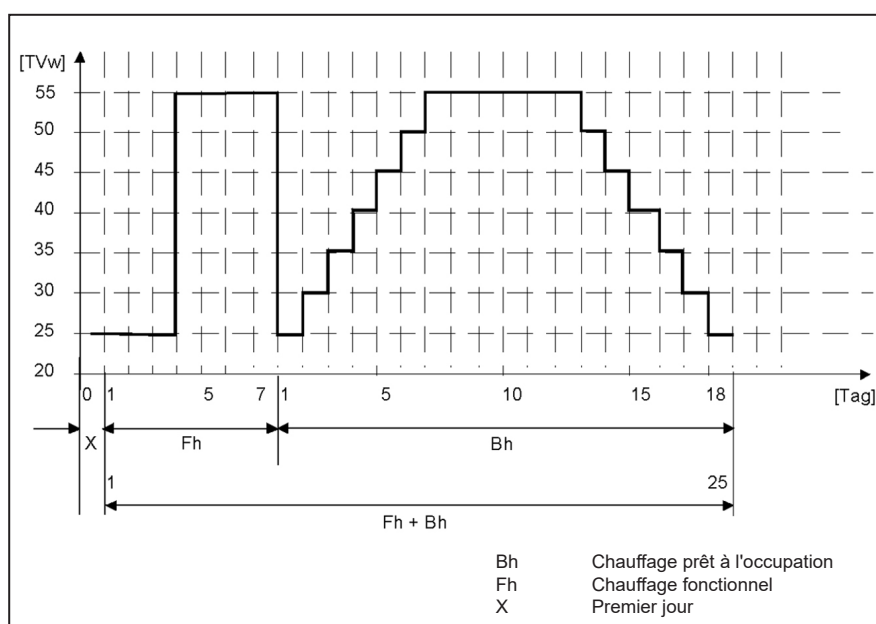 [TVw]
55
50
45
40
35
30
25
20
0 1 5 7 1 5 10 15 18 [Tag]
X Fh Bh
1 25
Fh + Bh
Bh Chauffage prêt à l'occupation
Fh Chauffage fonctionnel
X Premier jour